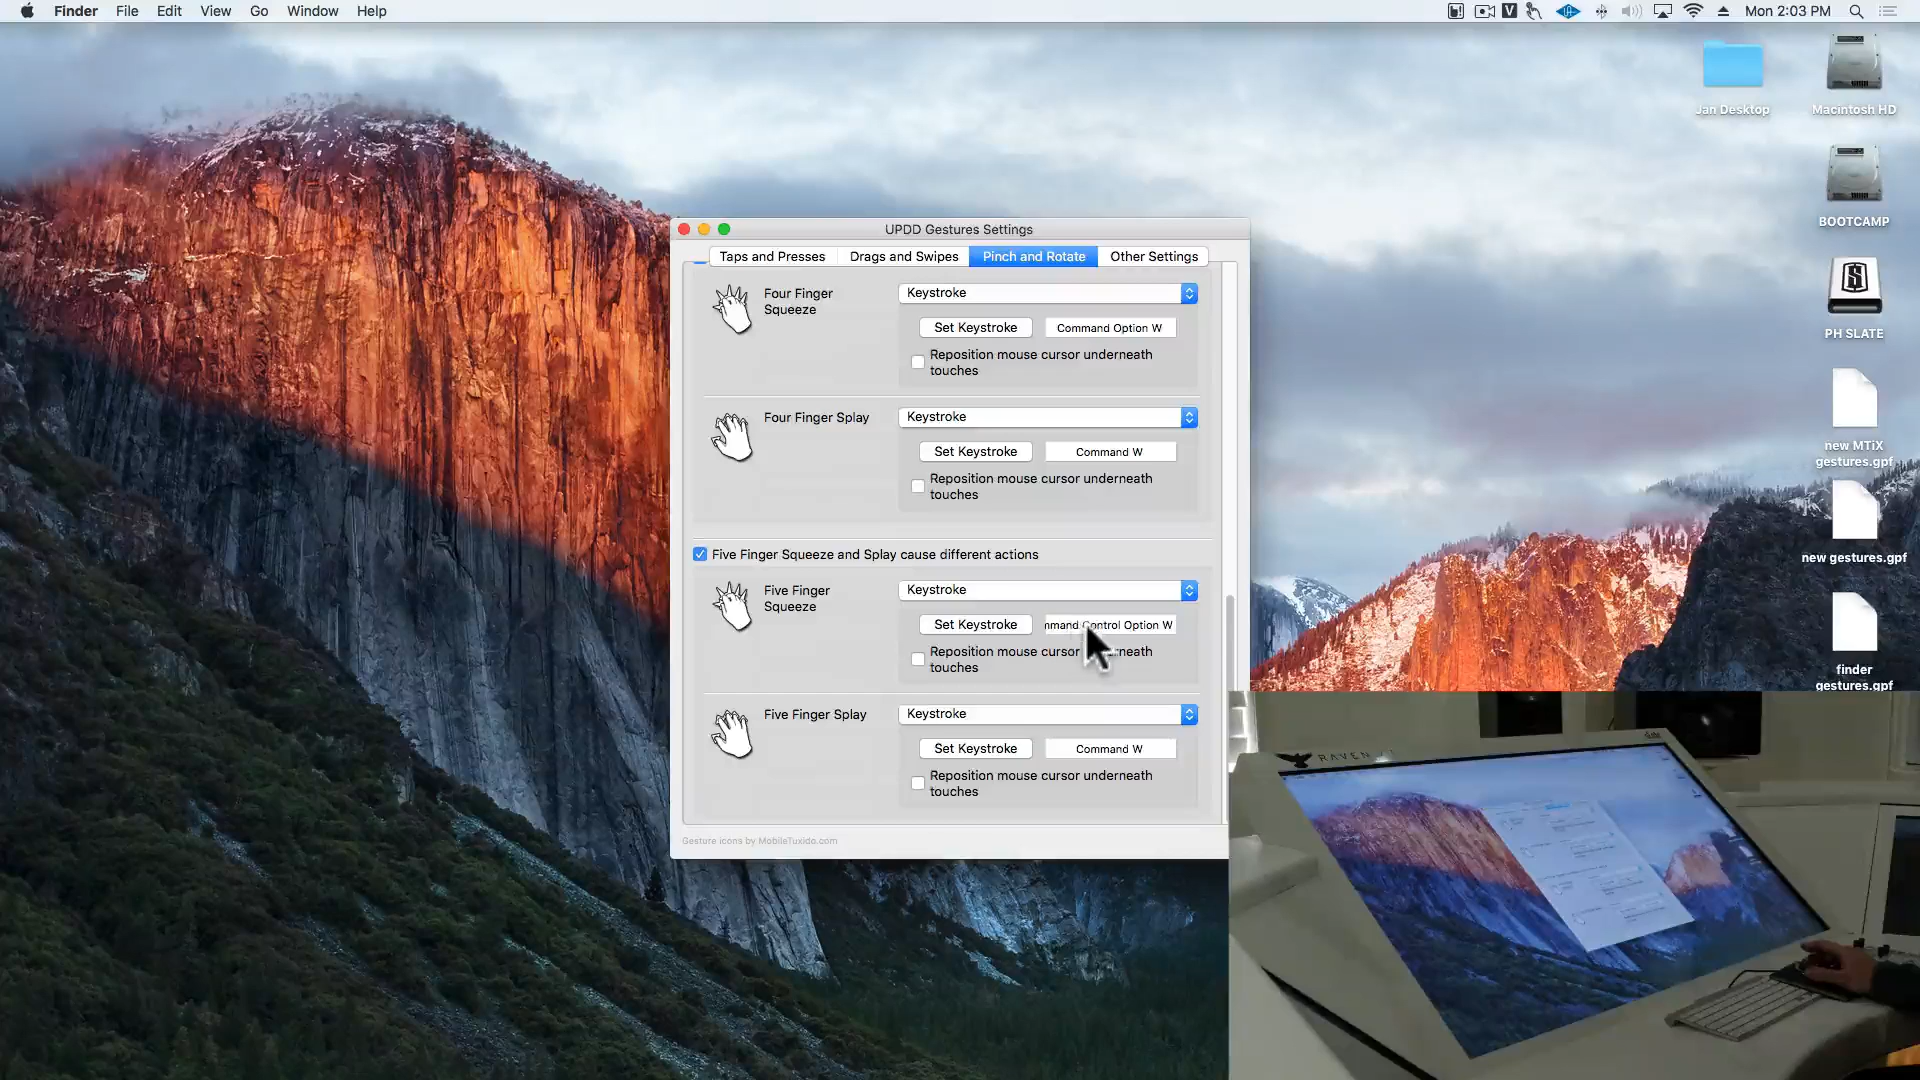 Finder File Edit View Go Window Help
Mon 2:03 PM
Jan Desktop
Macintosh HD
BOOTCAMP
PH SLATE
new MTiX
gestures.gpf
new gestures.gpf
finder
gestures.gpf
UPDD Gestures Settings
Taps and Presses Drags and Swipes Pinch and Rotate Other Settings
Four Finger
Squeeze
Keystroke
Set Keystroke Command Option W
Reposition mouse cursor underneath
touches
Four Finger Splay
Keystroke
Set Keystroke Command W
Reposition mouse cursor underneath
touches
Five Finger Squeeze and Splay cause different actions
Five Finger
Squeeze
Keystroke
Set Keystroke mmand Control Option W
Reposition mouse cursor neath
touches
Five Finger Splay
Keystroke
Set Keystroke Command W
Reposition mouse cursor underneath
touches
Gesture icons by MobileTuxido.com
RAVEN